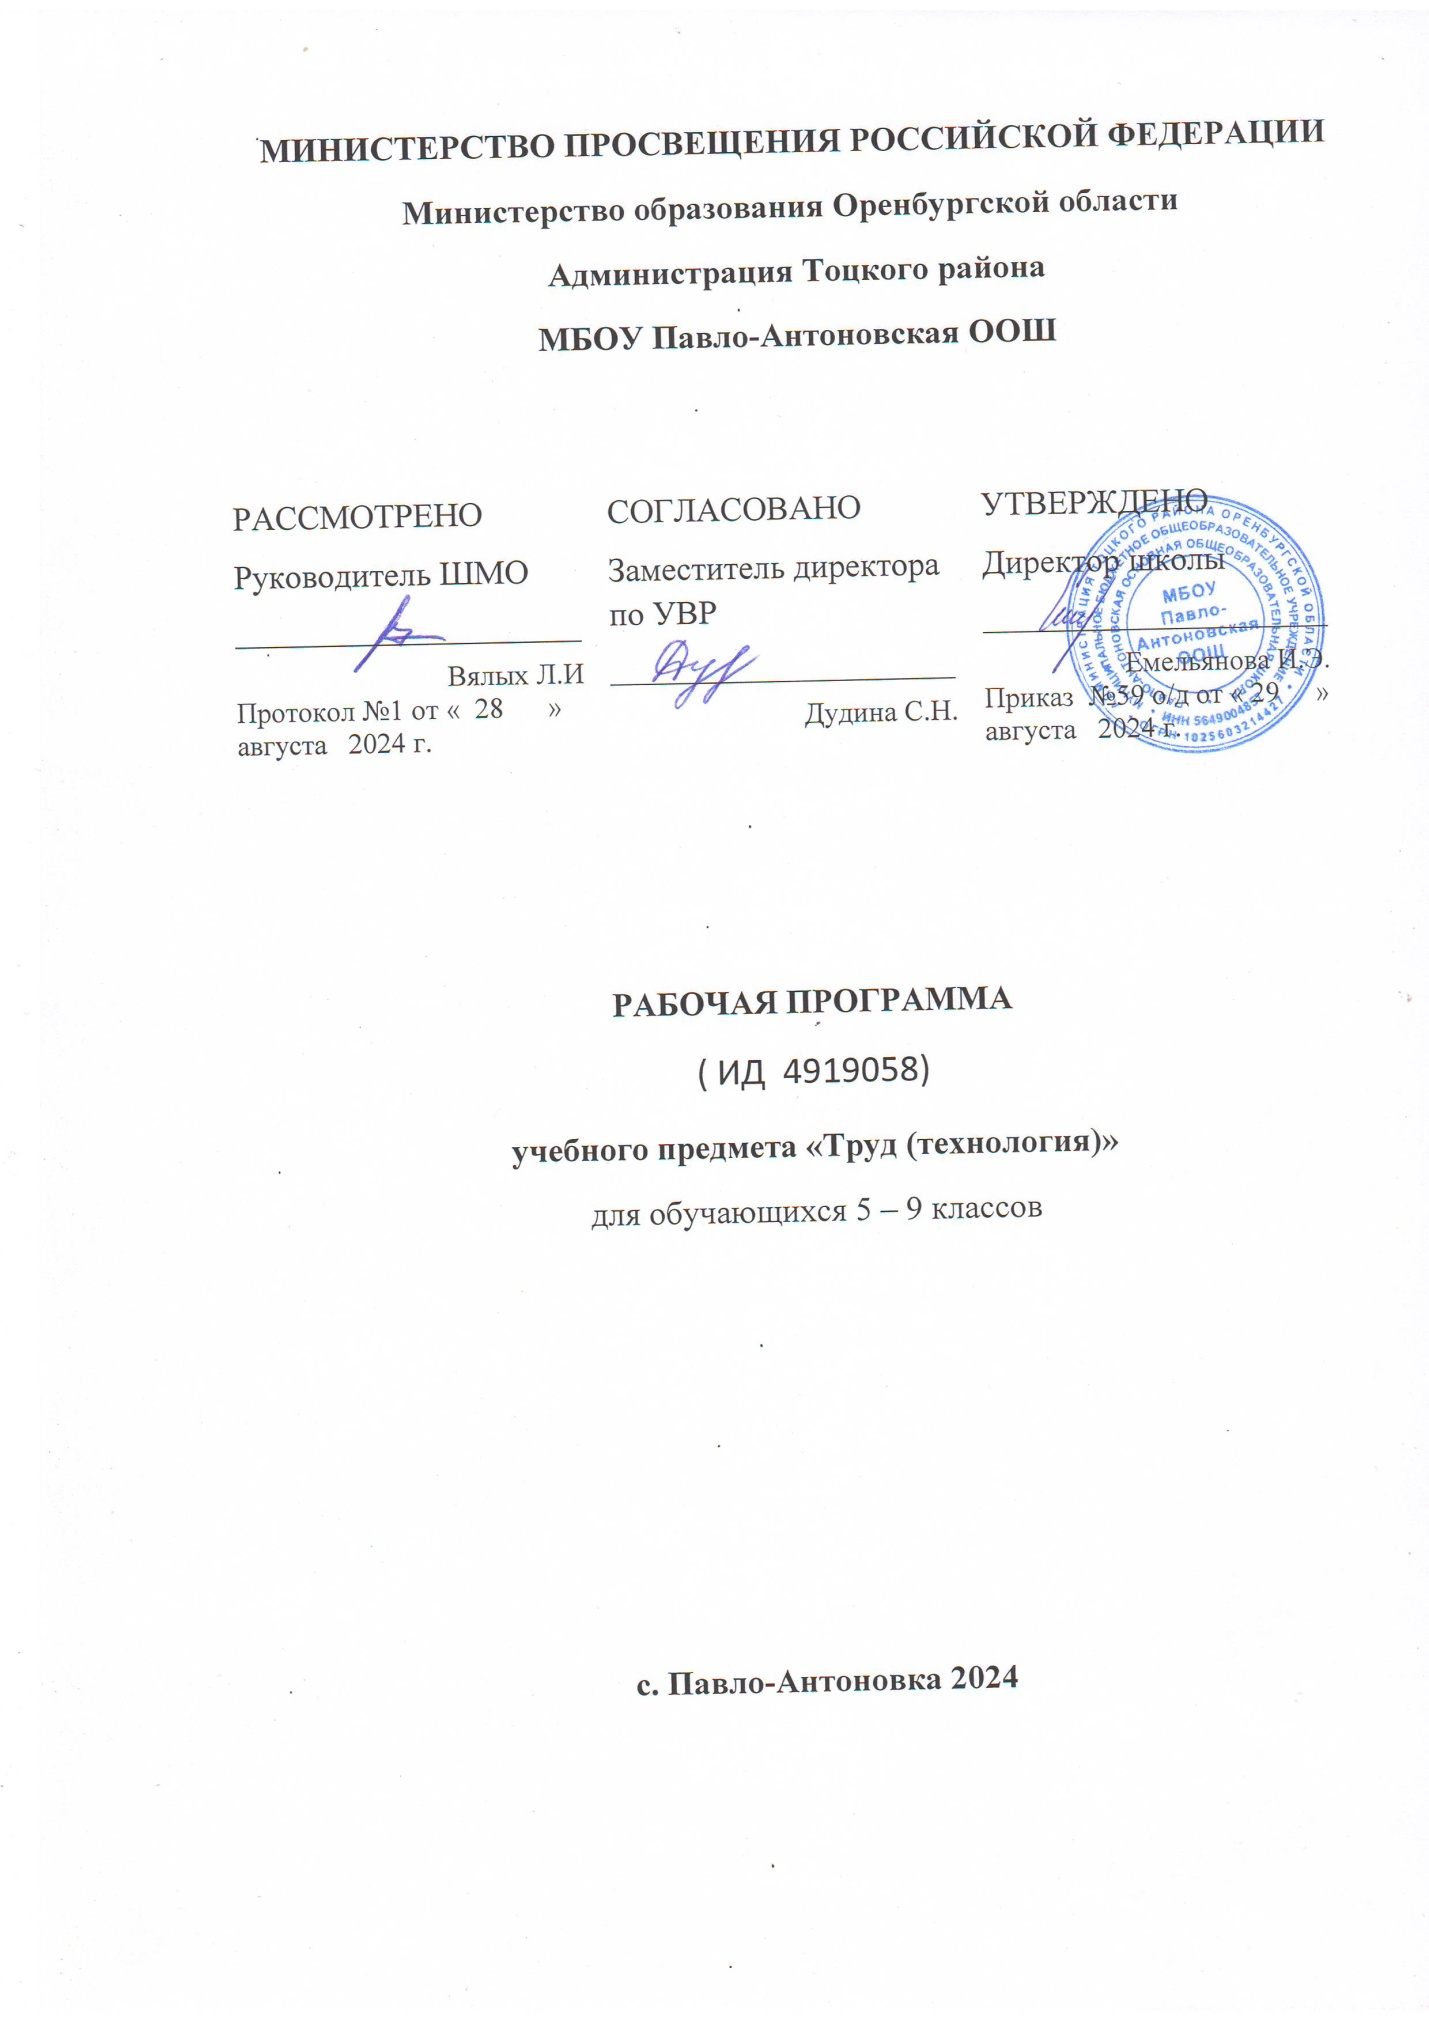 МИНИСТЕРСТВО ПРОСВЕЩЕНИЯ РОССИЙСКОЙ ФЕДЕРАЦИИ
Министерство образования Оренбургской области
Администрация Тоцкого района
МБОУ Павло-Антоновская ООШ
РАССМОТРЕНО
Руководитель ШМО
Вялых Л.И
Протокол №1 от « 28 »
августа 2024 г.
СОГЛАСОВАНО
Заместитель директора
по УВР
Дудина С.Н.
УТВЕРЖДЕНО
Директор школы
Емельянова И.Э.
Приказ №39 о/д от « 29 »
августа 2024 г.
МБОУ
Павло-
Антоновская
ООШ
РАБОЧАЯ ПРОГРАММА
( ИД 4919058)
учебного предмета «Труд (технология)»
для обучающихся 5 – 9 классов
с. Павло-Антоновка 2024